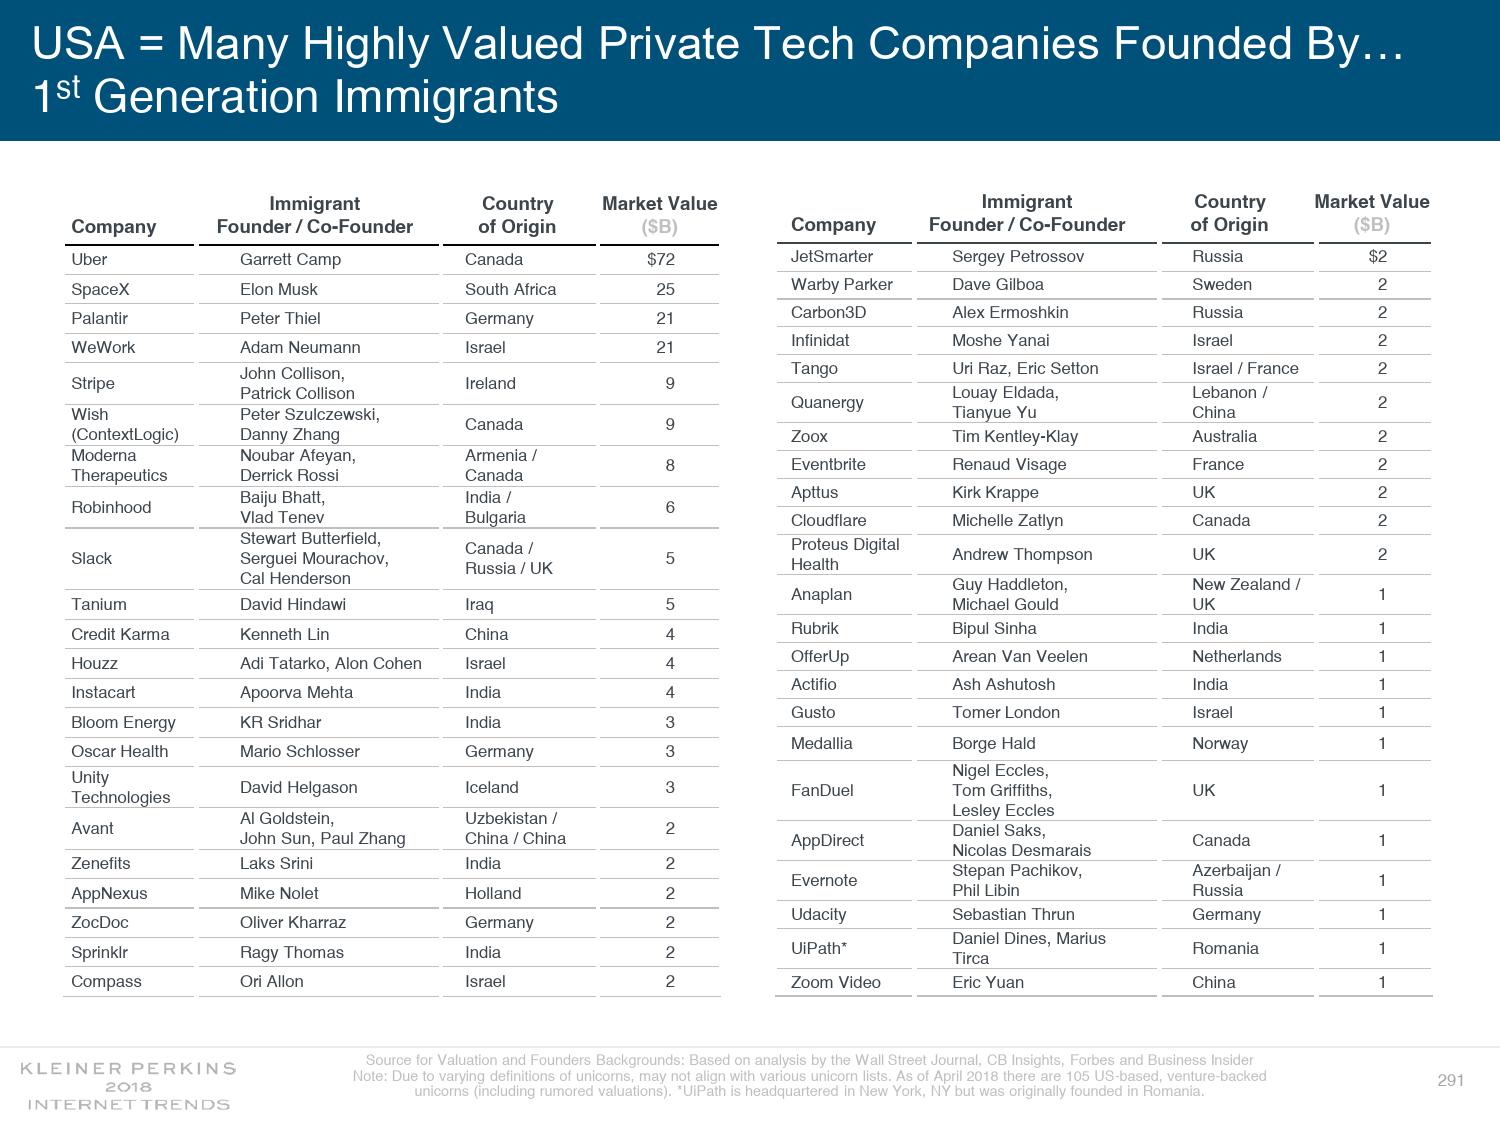 USA = Many Highly Valued Private Tech Companies Founded By…
1st Generation Immigrants
Company Immigrant Founder / Co-Founder Country of Origin Market Value ($B)
Uber Garrett Camp Canada $72
SpaceX Elon Musk South Africa 25
Palantir Peter Thiel Germany 21
WeWork Adam Neumann Israel 21
Stripe John Collison, Patrick Collison Ireland 9
Wish (ContextLogic) Peter Szulczewski, Danny Zhang Canada 9
Moderna Therapeutics Noubar Afeyan, Derrick Rossi Armenia / Canada 8
Robinhood Baiju Bhatt, Vlad Tenev India / Bulgaria 6
Slack Stewart Butterfield, Serguei Mourachov, Cal Henderson Canada / Russia / UK 5
Tanium David Hindawi Iraq 5
Credit Karma Kenneth Lin China 4
Houzz Adi Tatarko, Alon Cohen Israel 4
Instacart Apoorva Mehta India 4
Bloom Energy KR Sridhar India 3
Oscar Health Mario Schlosser Germany 3
Unity Technologies David Helgason Iceland 3
Avant Al Goldstein, John Sun, Paul Zhang Uzbekistan / China / China 2
Zenefits Laks Srini India 2
AppNexus Mike Nolet Holland 2
ZocDoc Oliver Kharraz Germany 2
Sprinklr Ragy Thomas India 2
Compass Ori Allon Israel 2
Company Immigrant Founder / Co-Founder Country of Origin Market Value ($B)
JetSmarter Sergey Petrossov Russia $2
Warby Parker Dave Gilboa Sweden 2
Carbon3D Alex Ermoshkin Russia 2
Infinidat Moshe Yanai Israel 2
Tango Uri Raz, Eric Setton Israel / France 2
Quanergy Louay Eldada, Tianyue Yu Lebanon / China 2
Zoox Tim Kentley-Klay Australia 2
Eventbrite Renaud Visage France 2
Apttus Kirk Krappe UK 2
Cloudflare Michelle Zatlyn Canada 2
Proteus Digital Health Andrew Thompson UK 2
Anaplan Guy Haddleton, Michael Gould New Zealand / UK 1
Rubrik Bipul Sinha India 1
OfferUp Arean Van Veelen Netherlands 1
Actifio Ash Ashutosh India 1
Gusto Tomer London Israel 1
Medallia Borge Hald Norway 1
FanDuel Nigel Eccles, Tom Griffiths, Lesley Eccles UK 1
AppDirect Daniel Saks, Nicolas Desmarais Canada 1
Evernote Stepan Pachikov, Phil Libin Azerbaijan / Russia 1
Udacity Sebastian Thrun Germany 1
UiPath* Daniel Dines, Marius Tirca Romania 1
Zoom Video Eric Yuan China 1
KLEINER PERKINS
2018
INTERNET TRENDS
Source for Valuation and Founders Backgrounds: Based on analysis by the Wall Street Journal, CB Insights, Forbes and Business Insider
Note: Due to varying definitions of unicorns, may not align with various unicorn lists. As of April 2018 there are 105 US-based, venture-backed
unicorns (including rumored valuations). *UiPath is headquartered in New York, NY but was originally founded in Romania.
291